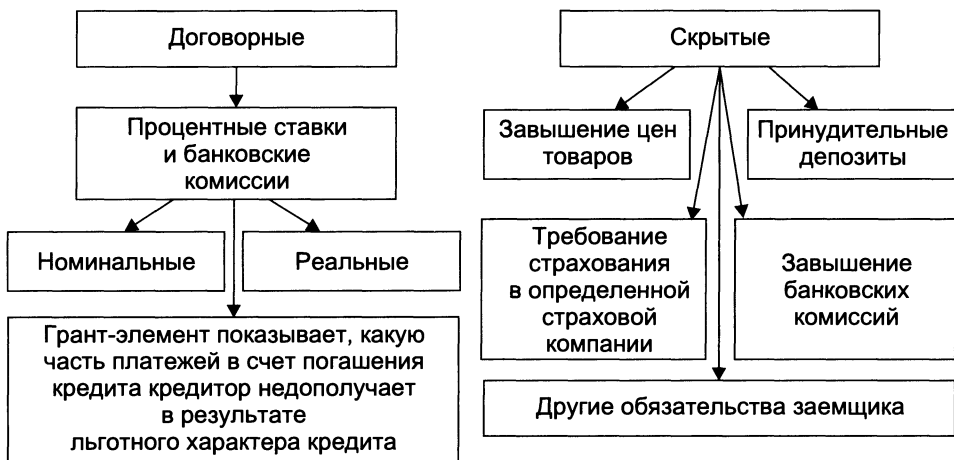 Договорные
Процентные ставки
и банковские
комиссии
Номинальные
Реальные
Грант-элемент показывает, какую
часть платежей в счет погашения
кредита кредитор недополучает
в результате
льготного характера кредита
Скрытые
Завышение цен
товаров
Принудительные
депозиты
Требование
страхования
в определенной
страховой
компании
Завышение
банковских
комиссий
Другие обязательства заемщика